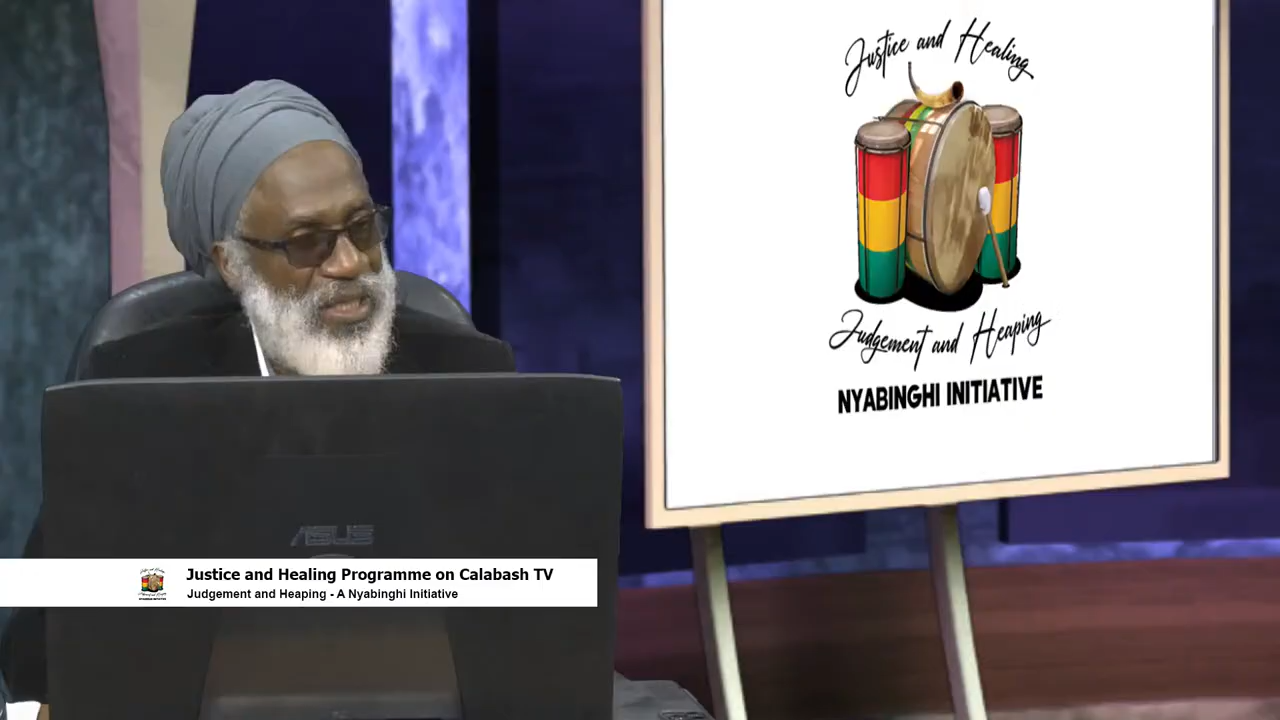 Justice and Healing
Judgement and Heaping
NYABINGHI INITIATIVE
ASUS
Justice and Healing Programme on Calabash TV
Judgement and Heaping - A Nyabinghi Initiative